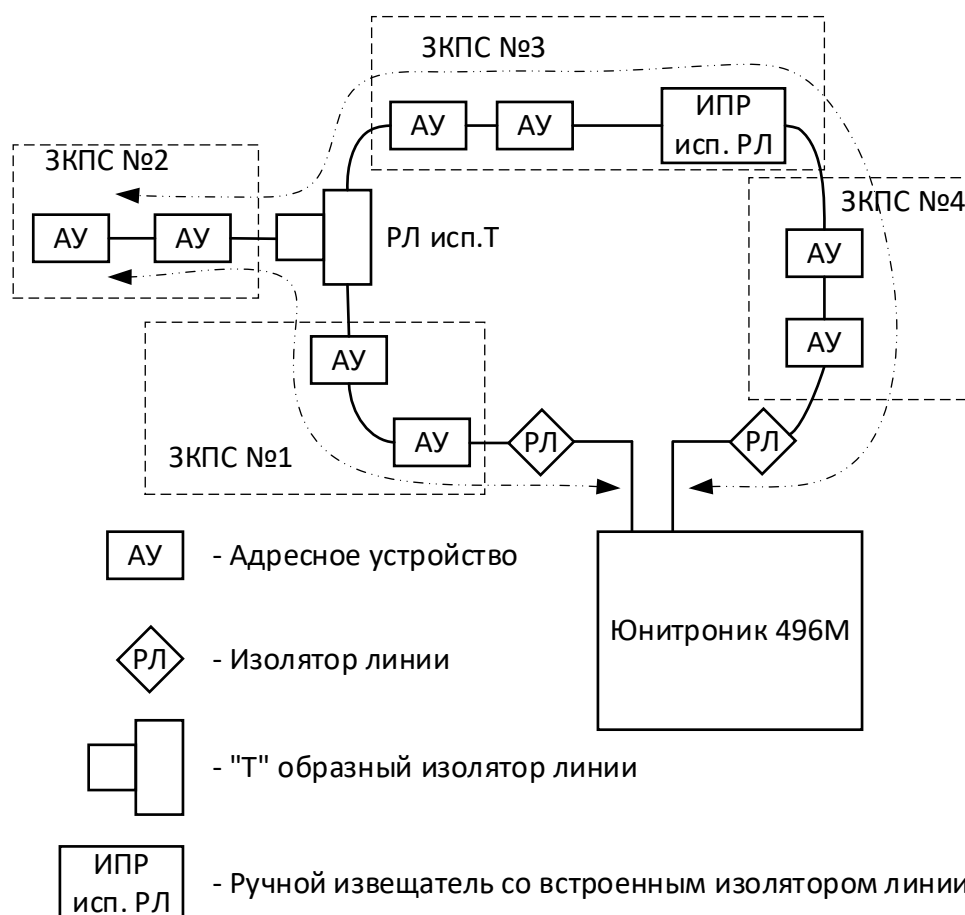 ЗКПС №3
АУ
АУ
ИПР
исп. РЛ
ЗКПС №2
АУ
АУ
РЛ исп.Т
ЗКПС №4
АУ
АУ
АУ
АУ
ЗКПС №1
РЛ
РЛ
Юнитроник 496М
АУ
- Адресное устройство
РЛ
- Изолятор линии
- "Т" образный изолятор линии
ИПР
исп. РЛ
- Ручной извещатель со встроенным изолятором линии